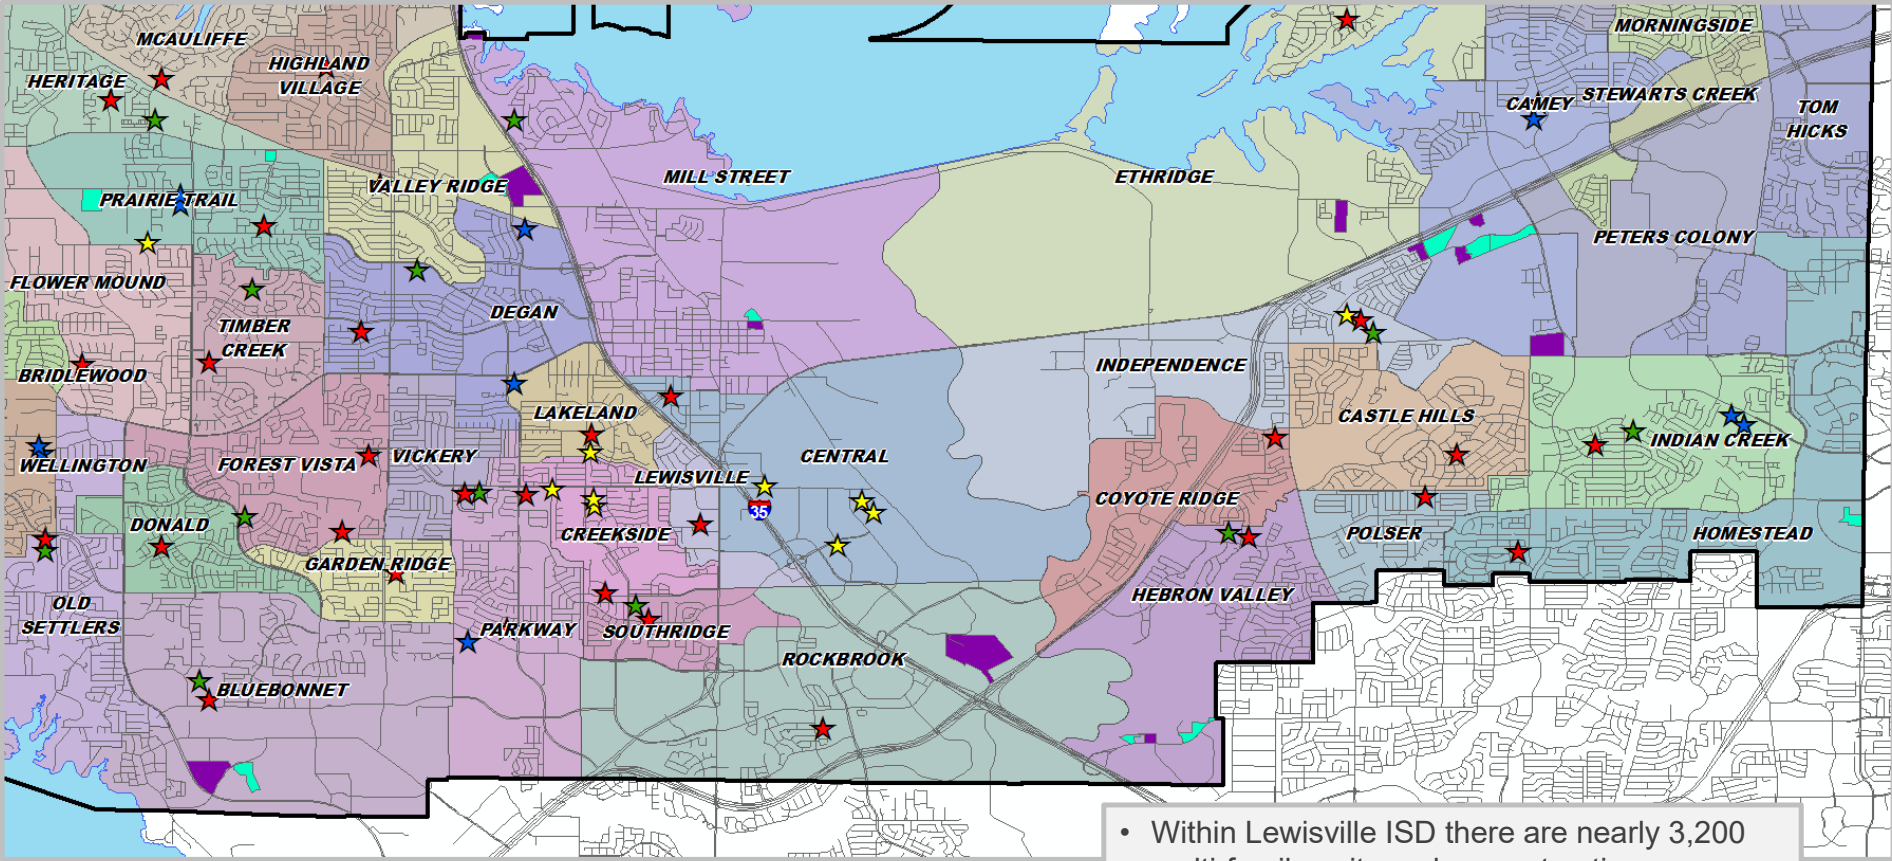 MCAULIFFE
HERITAGE
HIGHLAND
VILLAGE
MORNINGSIDE
STEWARTS CREEK
CAMEY
TOM
HICKS
PRAIRIE TRAIL
VALLEY RIDGE
MILL STREET
ETHRIDGE
PETERS COLONY
FLOWER MOUND
DEGAN
TIMBER
CREEK
BRIDLEWOOD
INDEPENDENCE
LAKELAND
CASTLE HILLS
INDIAN CREEK
WELLINGTON
FOREST VISTA
VICKERY
LEWISVILLE
CENTRAL
35
COYOTE RIDGE
DONALD
CREEKSIDE
POLSER
HOMESTEAD
GARDEN RIDGE
HEBRON VALLEY
OLD
SETTLERS
PARKWAY
SOUTHRIDGE
ROCKBROOK
BLUEBONNET
• Within Lewisville ISD there are nearly 3,200